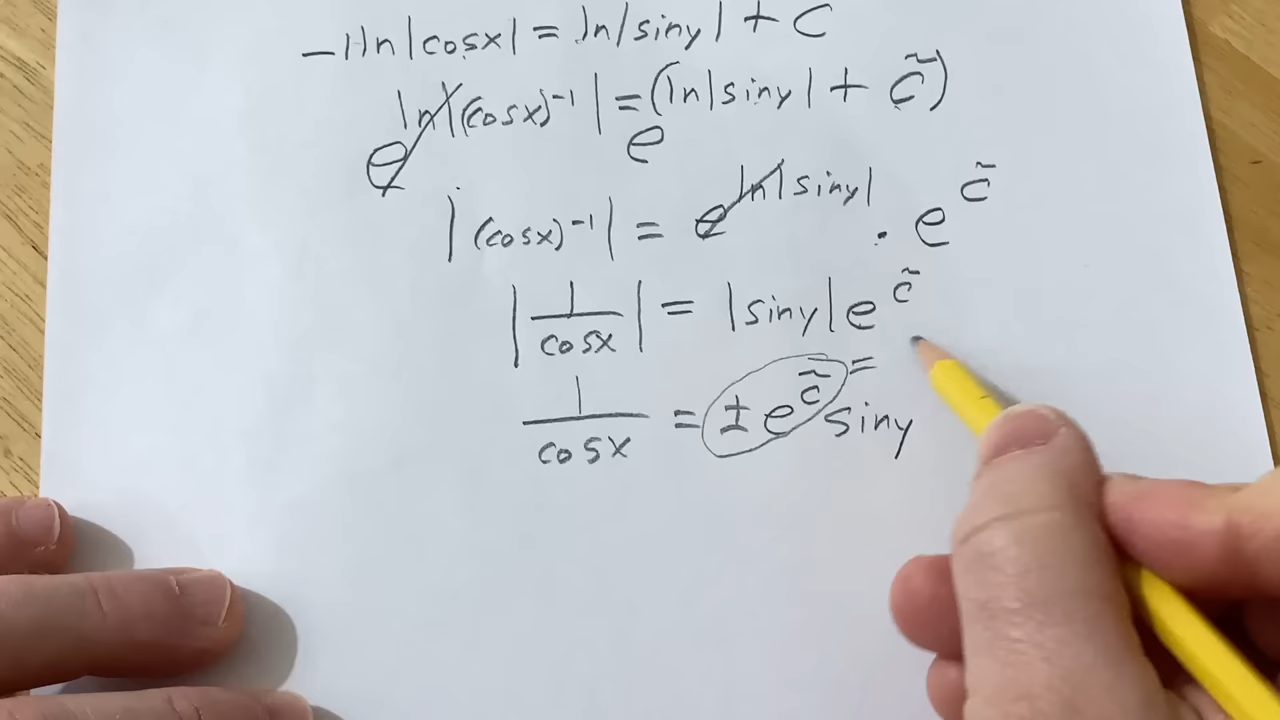 -1ln|cosx| = ln|siny| + C
e^(ln|(cosx)^-1|) = e^(ln|siny| + c̃)
|(cosx)^-1| = e^(ln|siny|) · e^c̃
|1/cosx| = |siny|e^c̃
1/cosx = ±e^c̃ siny =